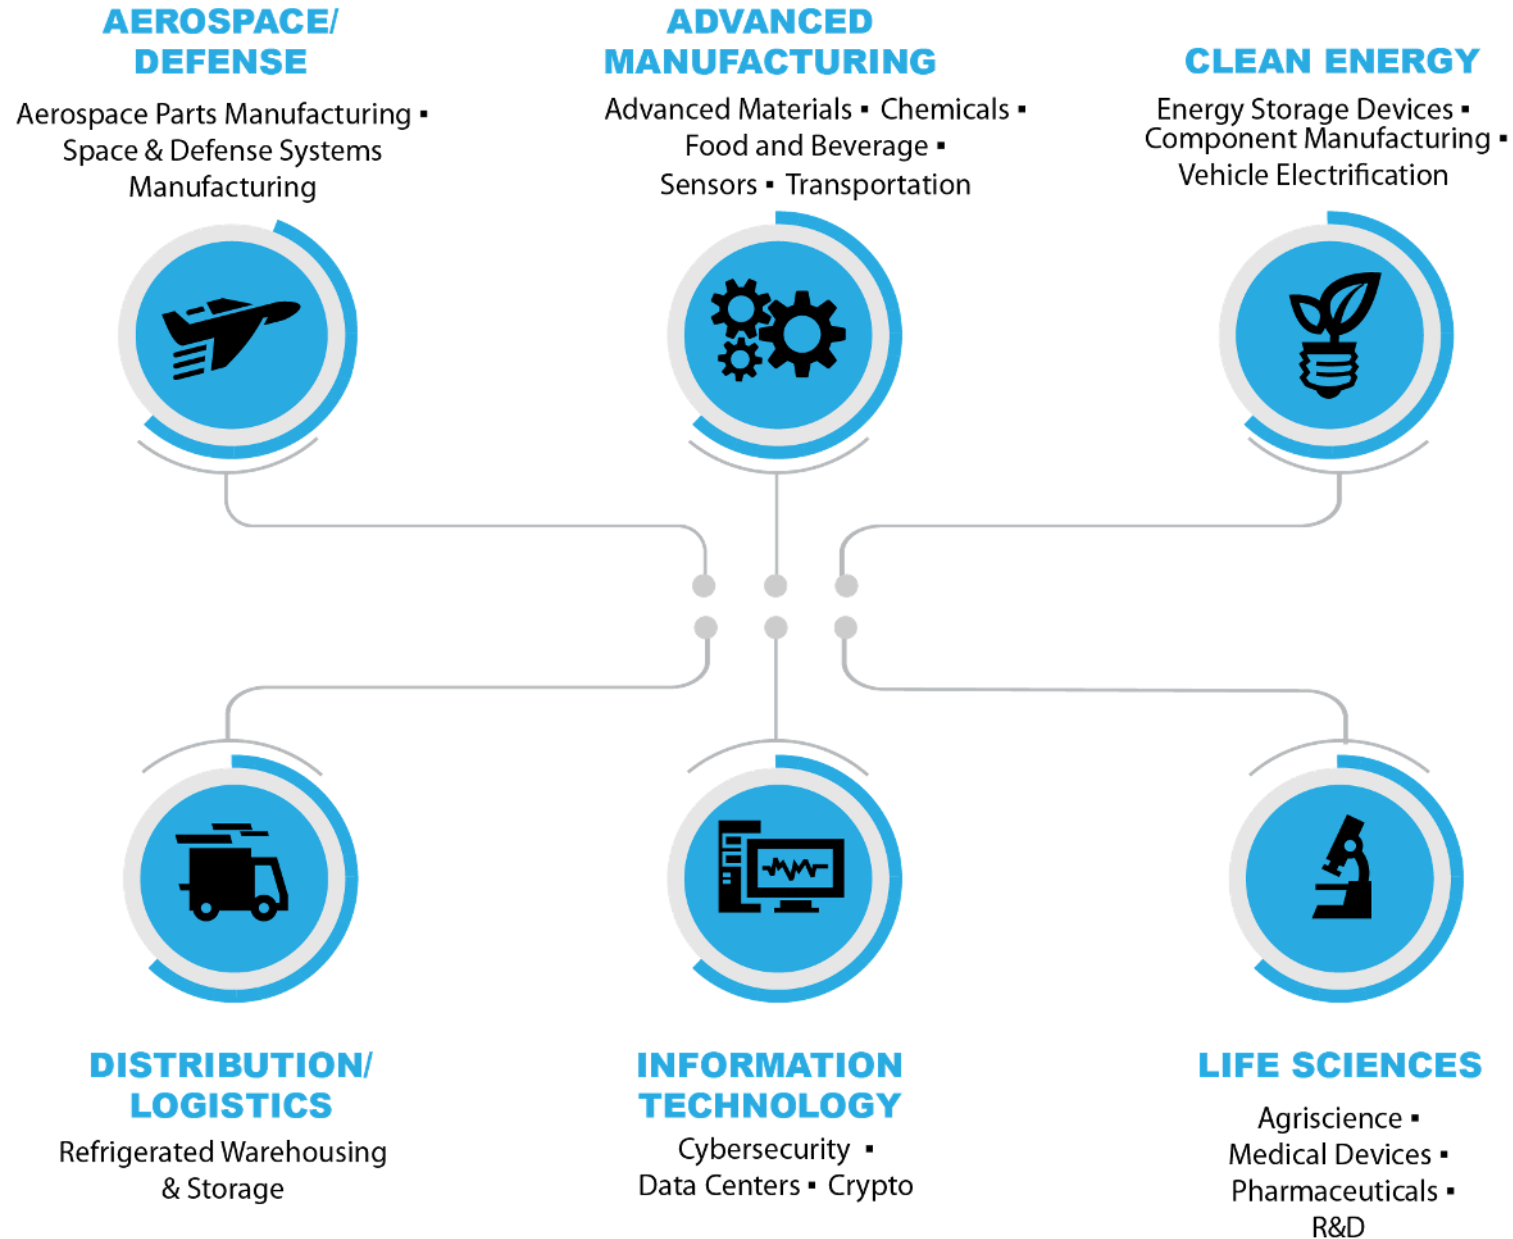 AEROSPACE/
DEFENSE
Aerospace Parts Manufacturing ▪
Space & Defense Systems
Manufacturing
ADVANCED
MANUFACTURING
Advanced Materials ▪ Chemicals ▪
Food and Beverage ▪
Sensors ▪ Transportation
CLEAN ENERGY
Energy Storage Devices ▪
Component Manufacturing ▪
Vehicle Electrification
DISTRIBUTION/
LOGISTICS
Refrigerated Warehousing
& Storage
INFORMATION
TECHNOLOGY
Cybersecurity ▪
Data Centers ▪ Crypto
LIFE SCIENCES
Agriscience ▪
Medical Devices ▪
Pharmaceuticals ▪
R&D